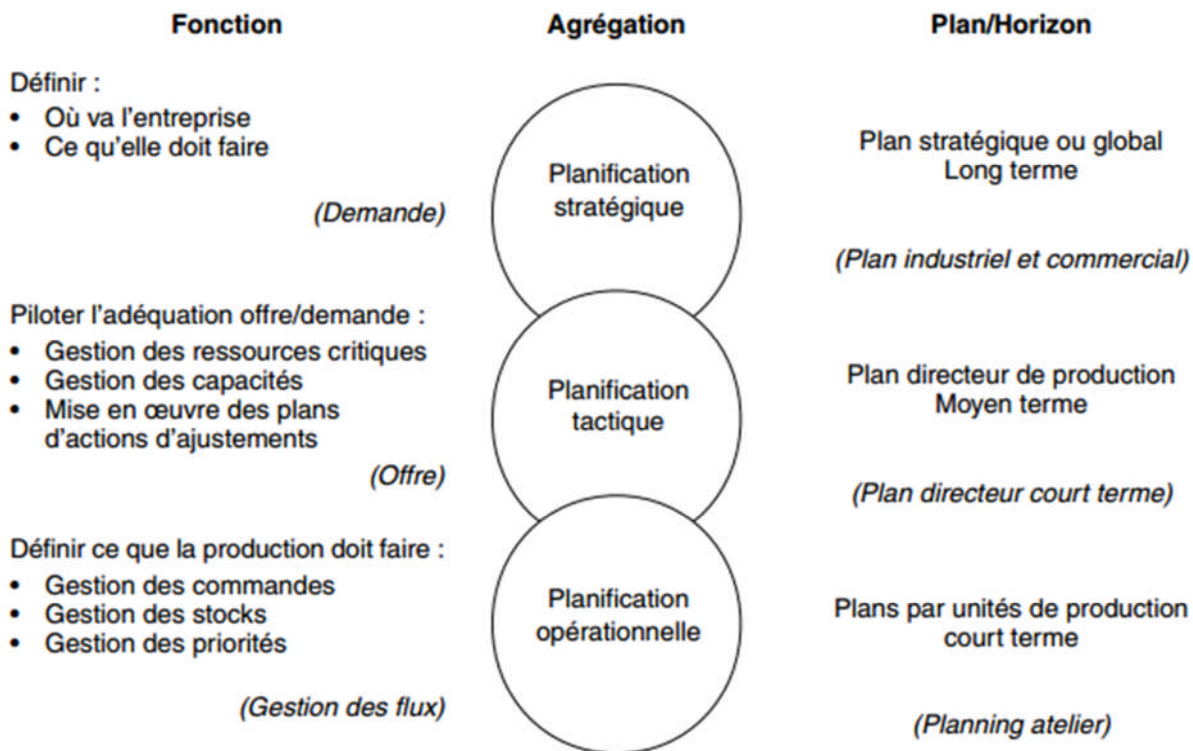 Fonction
Agrégation
Plan/Horizon
Définir :
• Où va l'entreprise
• Ce qu'elle doit faire
(Demande)
Planification
stratégique
Plan stratégique ou global
Long terme
(Plan industriel et commercial)
Piloter l'adéquation offre/demande :
• Gestion des ressources critiques
• Gestion des capacités
• Mise en œuvre des plans
d'actions d'ajustements
(Offre)
Planification
tactique
Plan directeur de production
Moyen terme
(Plan directeur court terme)
Définir ce que la production doit faire :
• Gestion des commandes
• Gestion des stocks
• Gestion des priorités
(Gestion des flux)
Planification
opérationnelle
Plans par unités de production
court terme
(Planning atelier)